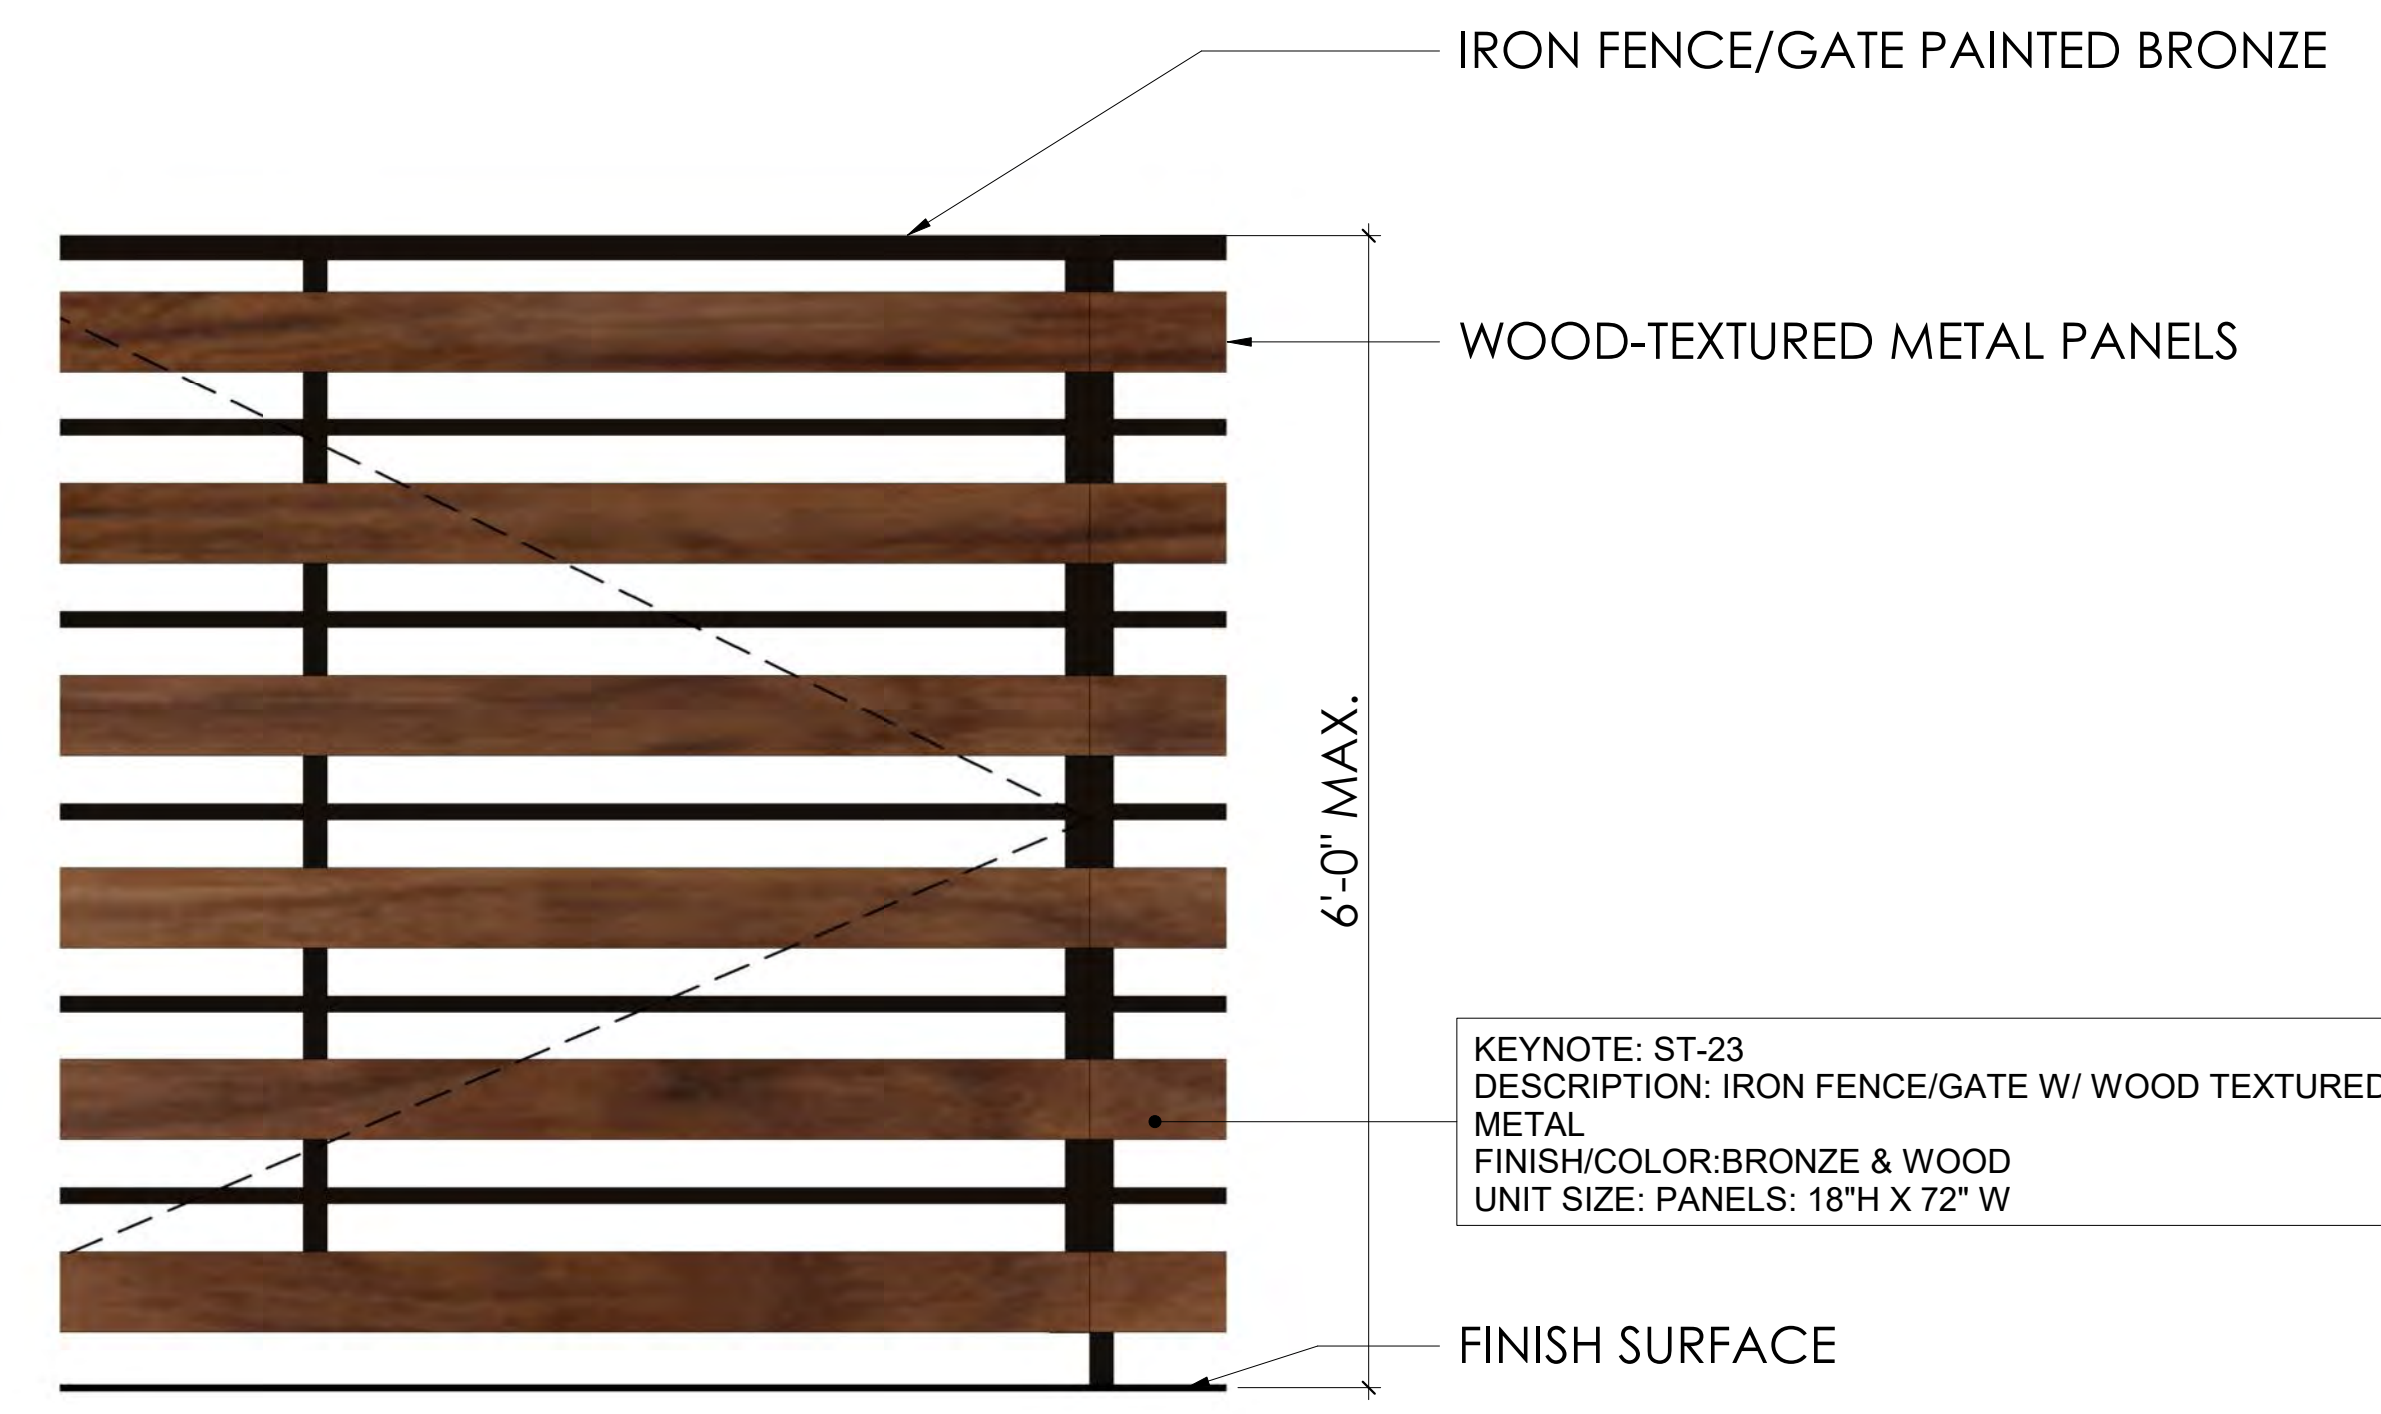 IRON FENCE/GATE PAINTED BRONZE
WOOD-TEXTURED METAL PANELS
6'-0" MAX.
KEYNOTE: ST-23
DESCRIPTION: IRON FENCE/GATE W/ WOOD TEXTURED
METAL
FINISH/COLOR:BRONZE & WOOD
UNIT SIZE: PANELS: 18"H X 72" W
FINISH SURFACE